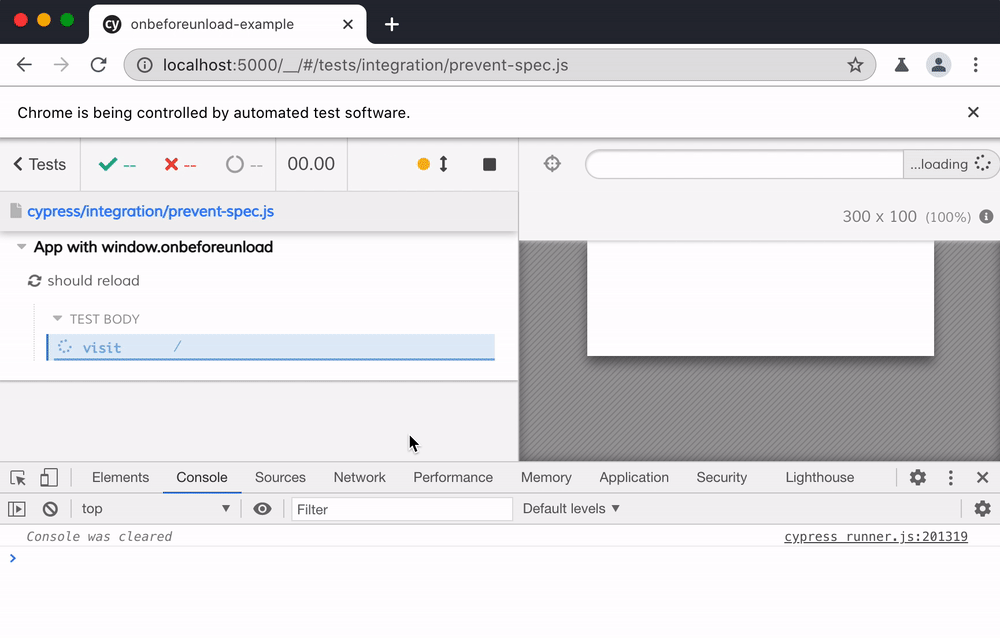 cy onbeforeunload-example
localhost:5000/__/#/tests/integration/prevent-spec.js
Chrome is being controlled by automated test software.
Tests -- -- -- 00.00 ...loading
300 x 100 (100%)
cypress/integration/prevent-spec.js
App with window.onbeforeunload
should reload
TEST BODY
visit /
Elements Console Sources Network Performance Memory Application Security Lighthouse
top Filter Default levels
Console was cleared cypress_runner.js:201319